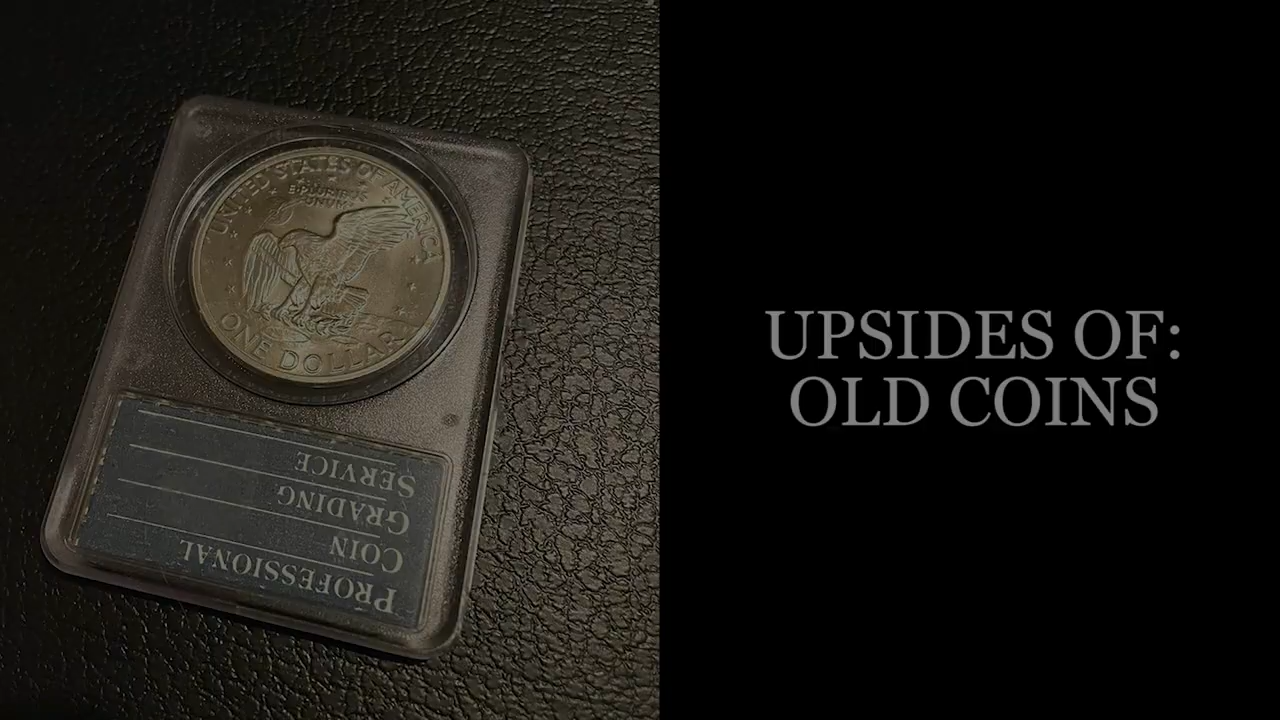 UNITED STATES OF AMERICA
E·PLURIBUS
UNUM
ONE DOLLAR
PROFESSIONAL
COIN
GRADING
SERVICE
UPSIDES OF:
OLD COINS